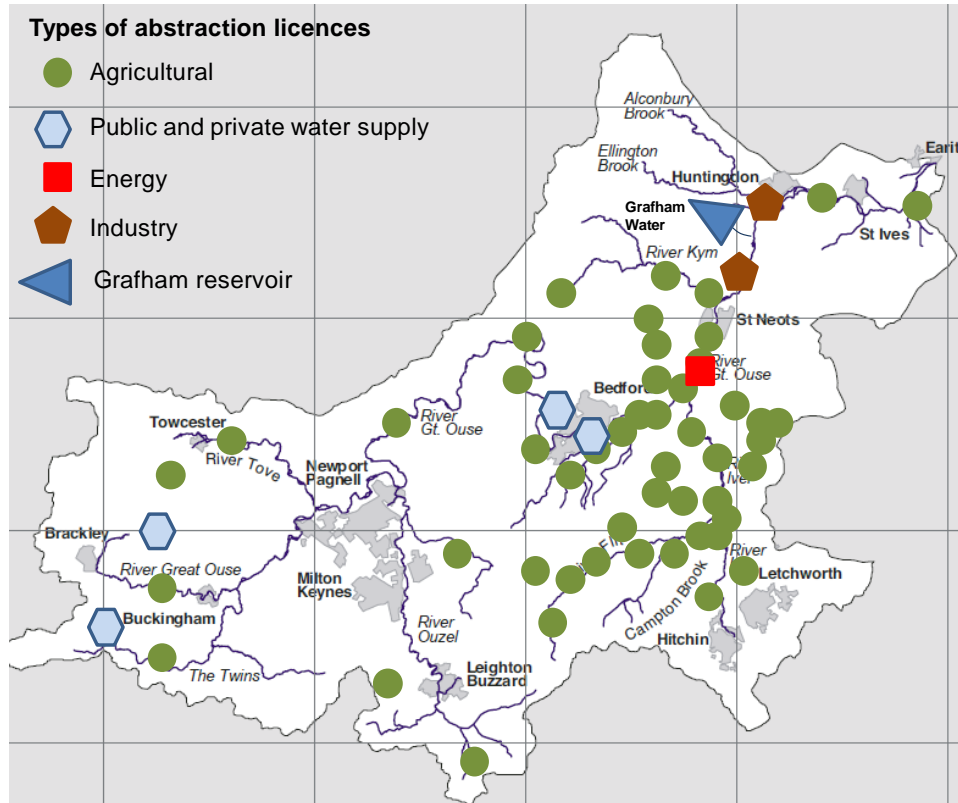 Types of abstraction licences
Agricultural
Public and private water supply
Energy
Industry
Grafham reservoir
Alconbury
Brook
Ellington
Brook
Huntingdon
Earit
Grafham
Water
St Ives
River Kym
St Neots
River
Gt. Ouse
Bedford
River
Gt. Ouse
Towcester
River Tove
Newport
Pagnell
Brackley
River Great Ouse
Milton
Keynes
Buckingham
The Twins
River
Ouzel
Leighton
Buzzard
Campton Brook
River
Letchworth
Hitchin